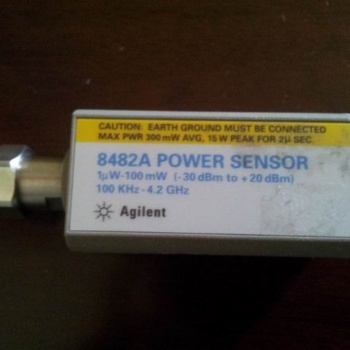 CAUTION: EARTH GROUND MUST BE CONNECTED
MAX PWR 300 mW AVG, 15 W PEAK FOR 2µ SEC.
8482A POWER SENSOR
1µW-100 mW (-30 dBm to +20 dBm)
100 KHz - 4.2 GHz
Agilent